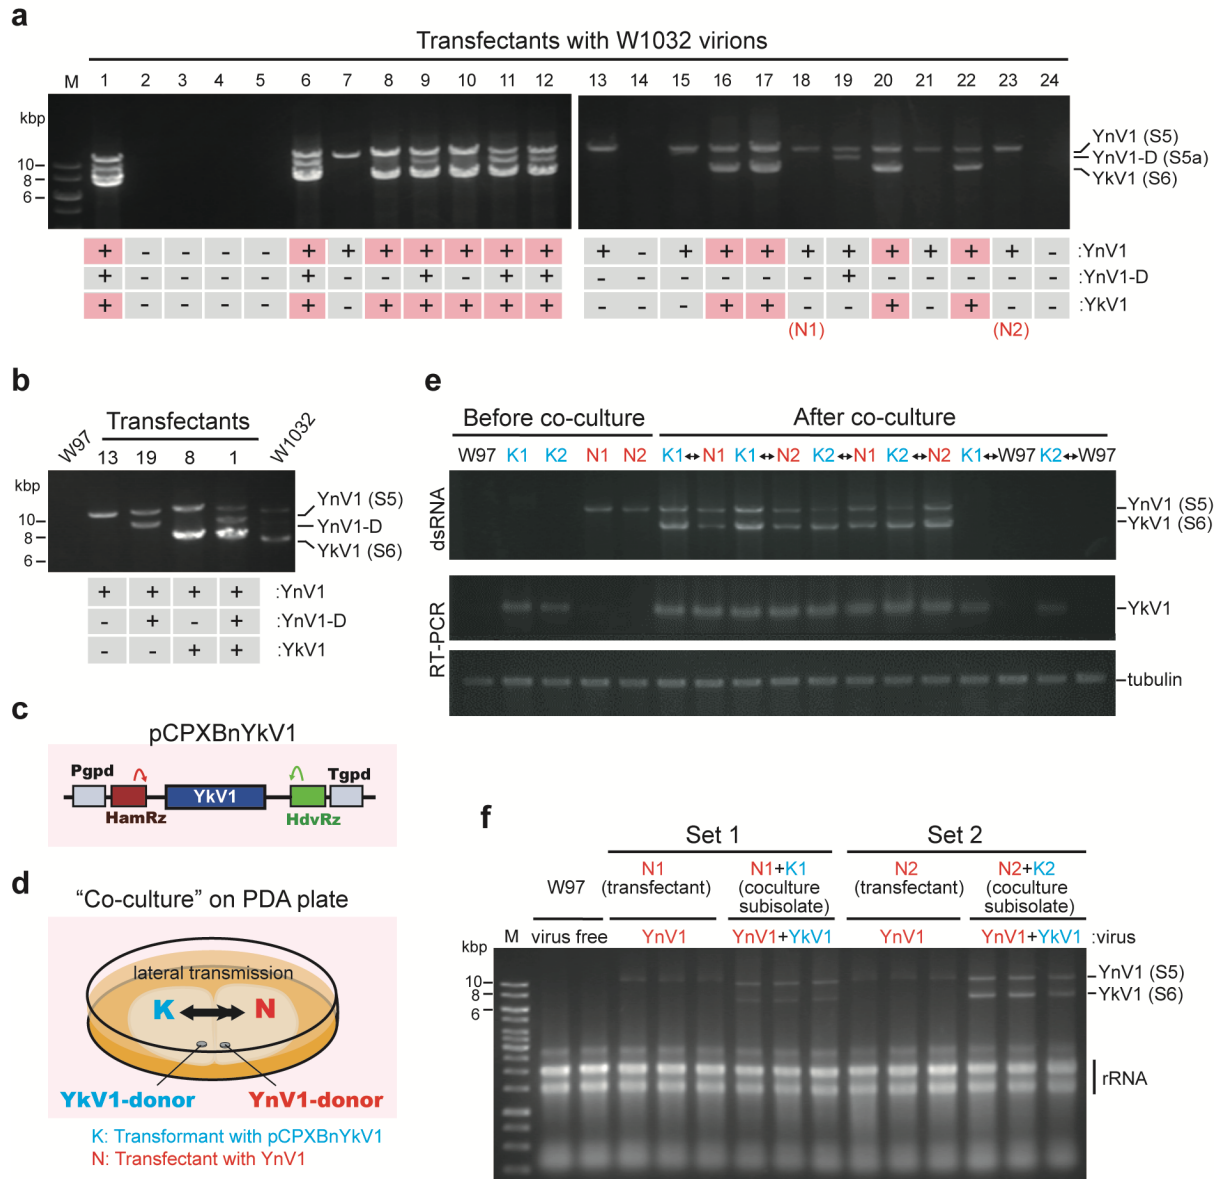 a
Transfectants with W1032 virions
M 1 2 3 4 5 6 7 8 9 10 11 12 13 14 15 16 17 18 19 20 21 22 23 24
kbp
10
8
6
YnV1 (S5)
YnV1-D (S5a)
YkV1 (S6)
+ - - - - + + + + + + + + - + + + + + + + + + - :YnV1
+ - - - - + - - + - + + - - - - - - + - - - - - :YnV1-D
+ - - - - + - + + + + + - - - + + - - + - + - - :YkV1
(N1) (N2)
b
Transfectants
W97 13 19 8 1 W1032
kbp
10
8
6
YnV1 (S5)
YnV1-D
YkV1 (S6)
+ + + + :YnV1
- + - + :YnV1-D
- - + + :YkV1
c
pCPXBnYkV1
Pgpd Tgpd
YkV1
HamRz HdvRz
d
"Co-culture" on PDA plate
lateral transmission
K N
YkV1-donor YnV1-donor
K: Transformant with pCPXBnYkV1
N: Transfectant with YnV1
e
Before co-culture After co-culture
W97 K1 K2 N1 N2 K1↔N1 K1↔N2 K2↔N1 K2↔N2 K1↔W97 K2↔W97
dsRNA
YnV1 (S5)
YkV1 (S6)
RT-PCR
YkV1
tubulin
f
Set 1 Set 2
W97 N1 (transfectant) N1+K1 (coculture subisolate) N2 (transfectant) N2+K2 (coculture subisolate)
M virus free YnV1 YnV1+YkV1 YnV1 YnV1+YkV1 :virus
kbp
10
8
6
YnV1 (S5)
YkV1 (S6)
rRNA